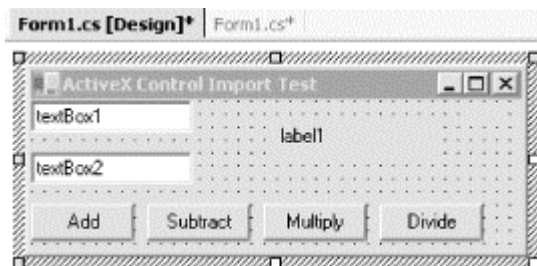 Form1.cs [Design]* Form1.cs*
ActiveX Control Import Test
textBox1
label1
textBox2
Add Subtract Multiply Divide